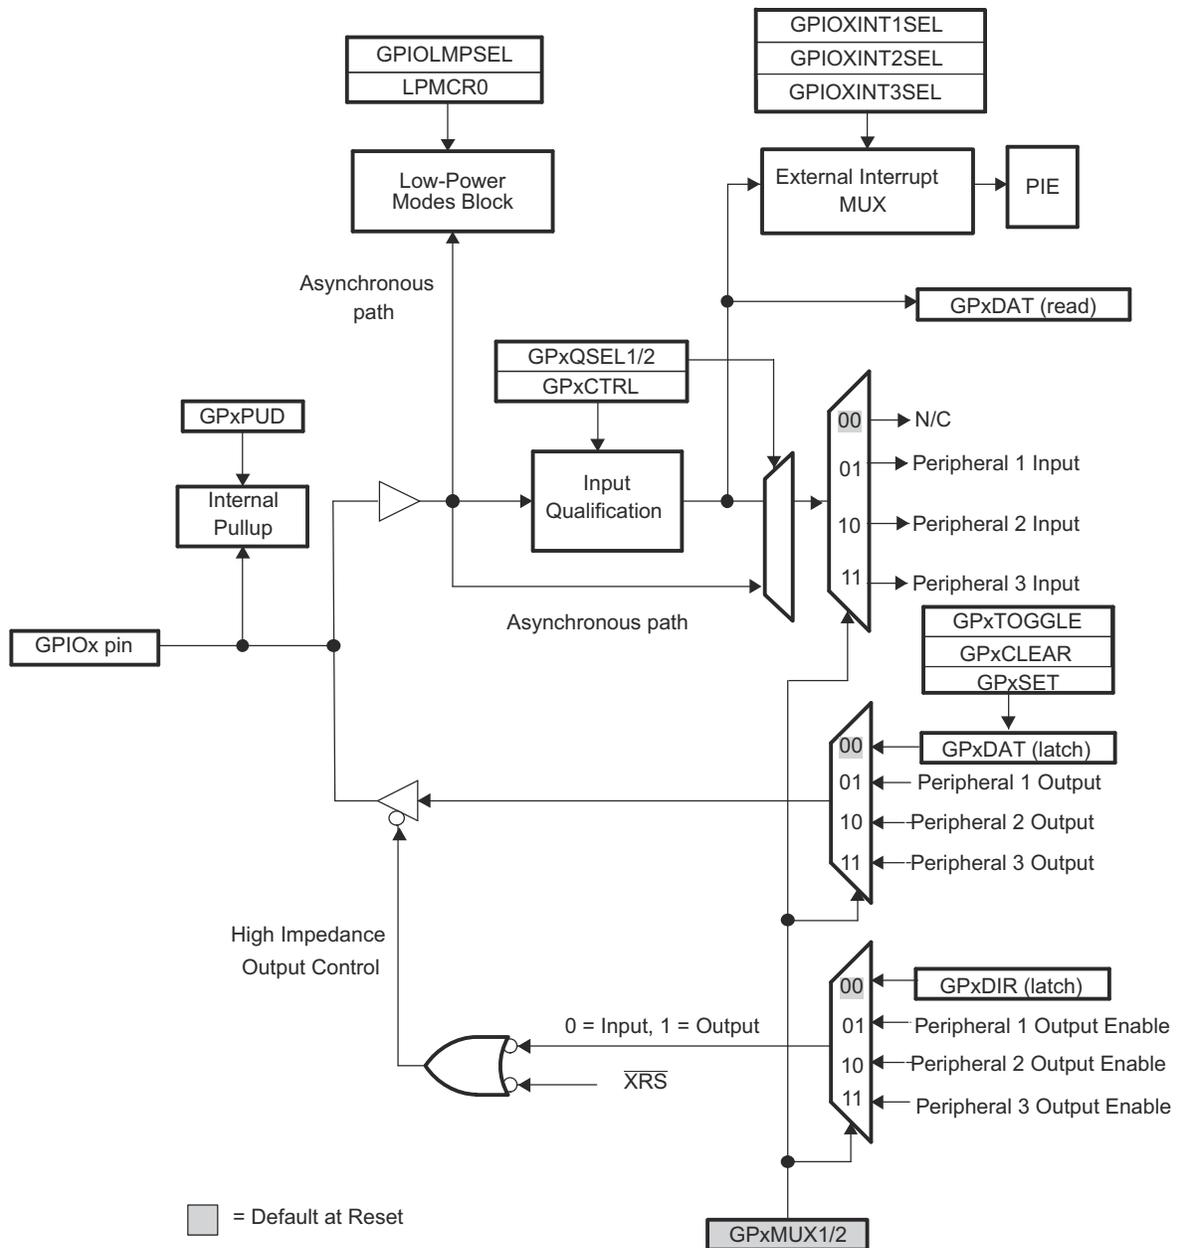 GPIOXINT1SEL
GPIOXINT2SEL
GPIOXINT3SEL
GPIOLMPSEL
LPMCR0
Low-Power
Modes Block
External Interrupt
MUX
PIE
Asynchronous
path
GPxDAT (read)
GPxQSEL1/2
GPxCTRL
GPxPUD
Internal
Pullup
Input
Qualification
00
N/C
01
Peripheral 1 Input
10
Peripheral 2 Input
11
Peripheral 3 Input
Asynchronous path
GPIOx pin
GPxTOGGLE
GPxCLEAR
GPxSET
00
GPxDAT (latch)
01
Peripheral 1 Output
10
Peripheral 2 Output
11
Peripheral 3 Output
High Impedance
Output Control
00
GPxDIR (latch)
0 = Input, 1 = Output
01
Peripheral 1 Output Enable
10
Peripheral 2 Output Enable
XRS
11
Peripheral 3 Output Enable
= Default at Reset
GPxMUX1/2